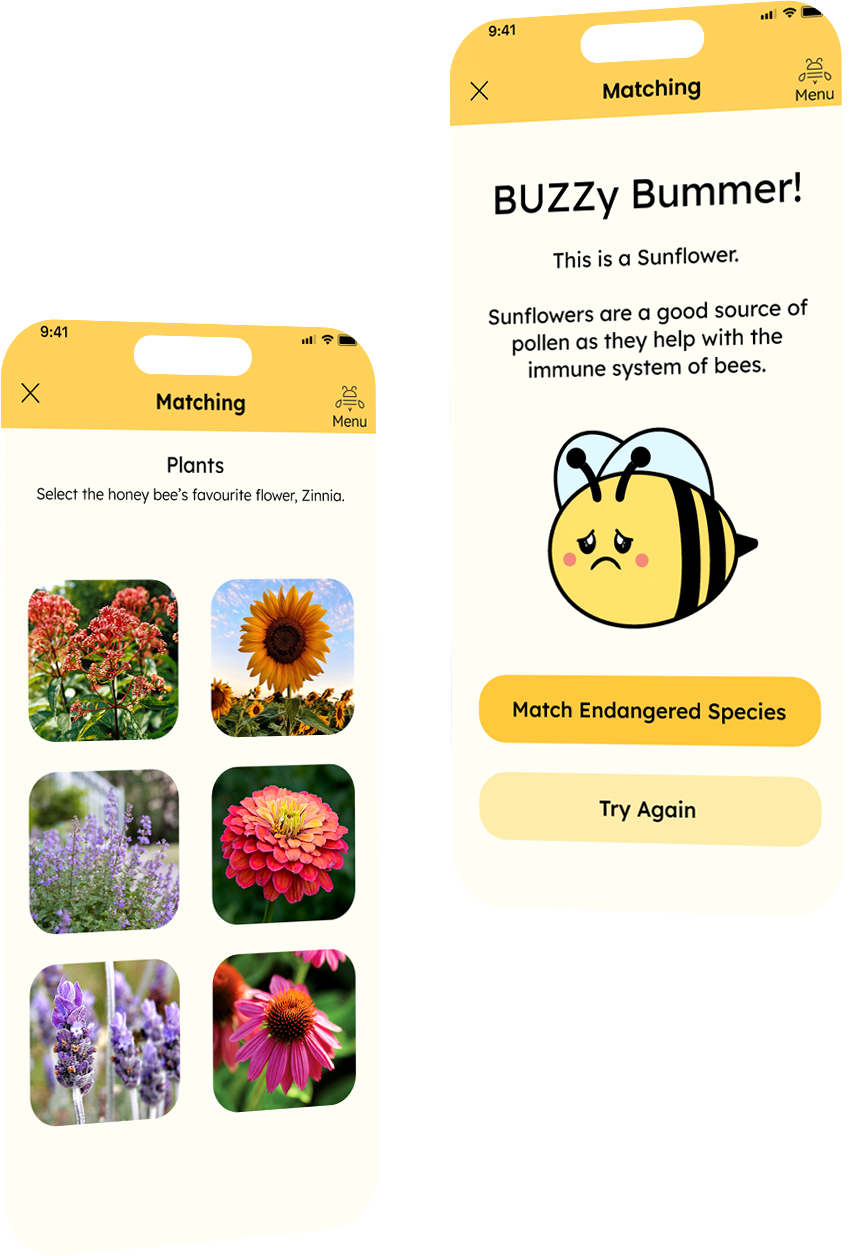 9:41
Matching
Menu
Plants
Select the honey bee's favourite flower, Zinnia.
9:41
Matching
Menu
BUZZy Bummer!
This is a Sunflower.
Sunflowers are a good source of
pollen as they help with the
immune system of bees.
Match Endangered Species
Try Again